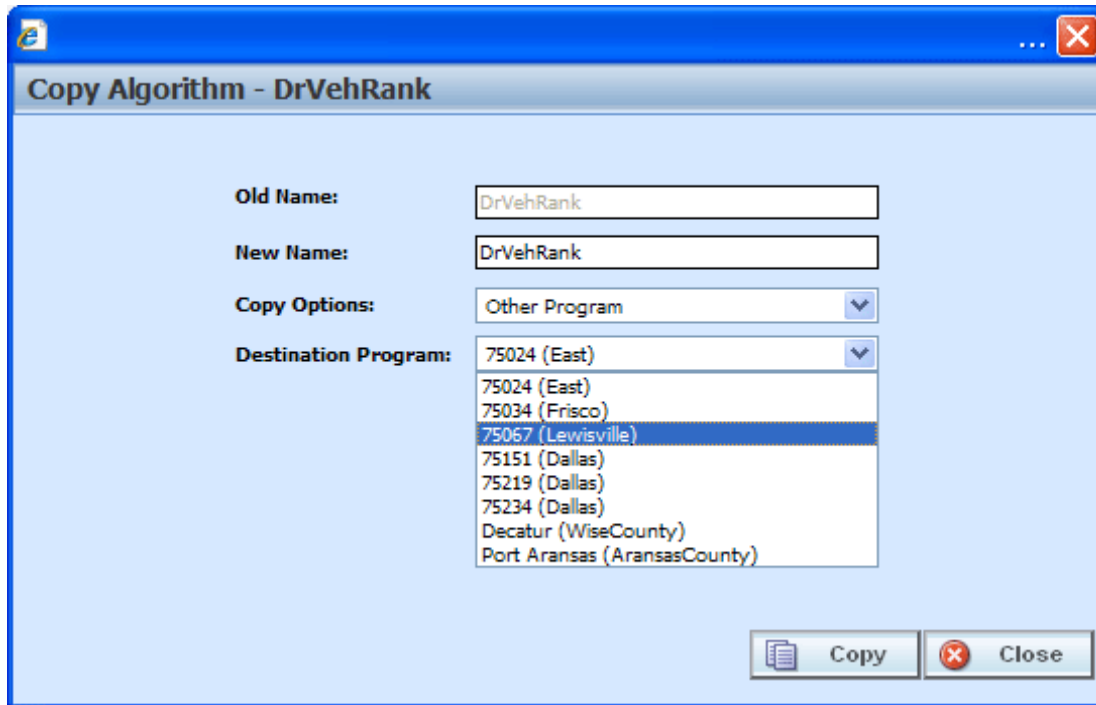 ...
Copy Algorithm - DrVehRank
Old Name: DrVehRank
New Name: DrVehRank
Copy Options: Other Program
Destination Program: 75024 (East)
75024 (East)
75034 (Frisco)
75067 (Lewisville)
75151 (Dallas)
75219 (Dallas)
75234 (Dallas)
Decatur (WiseCounty)
Port Aransas (AransasCounty)
Copy Close